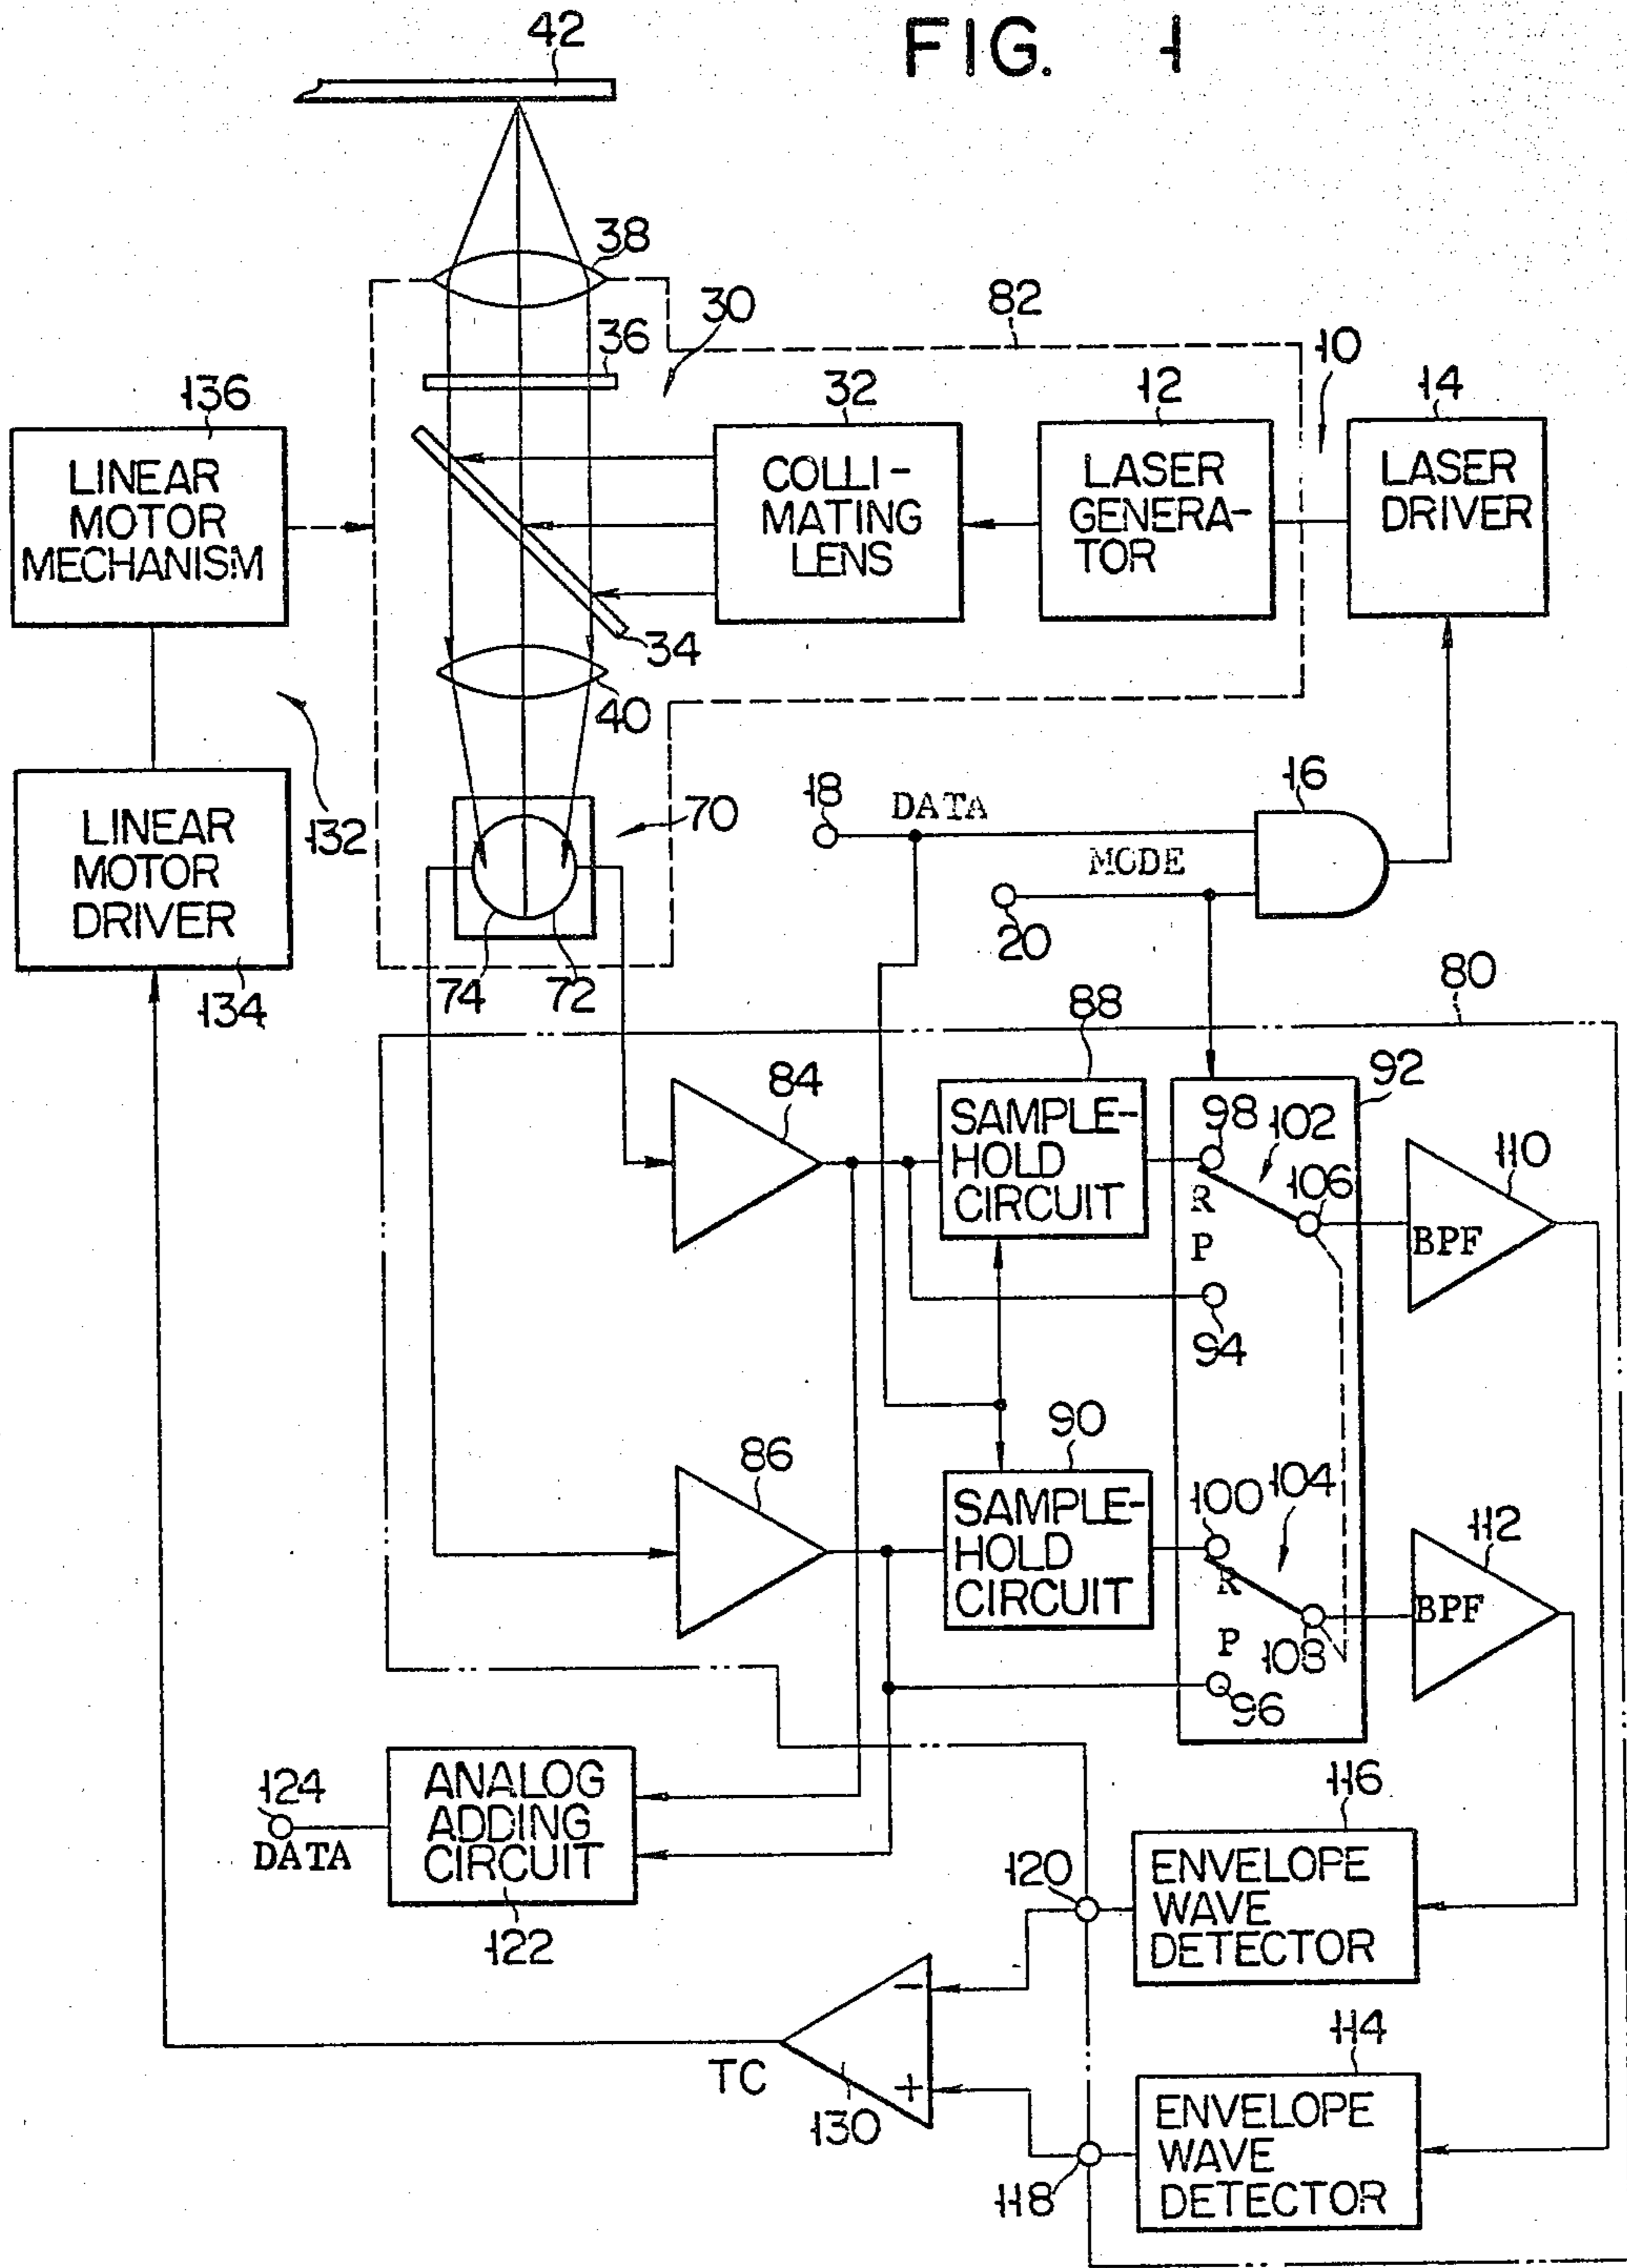 FIG. 1
42
38
30
82
36
10
136
32
12
14
LINEAR
MOTOR
MECHANISM
COLLI-
MATING
LENS
LASER
GENERA-
TOR
LASER
DRIVER
34
40
132
70
18
DATA
16
MODE
20
LINEAR
MOTOR
DRIVER
134
74
72
80
88
92
84
SAMPLE-
HOLD
CIRCUIT
98
102
R
106
P
94
110
BPF
86
90
SAMPLE-
HOLD
CIRCUIT
100
104
R
P
108
96
112
BPF
124
DATA
ANALOG
ADDING
CIRCUIT
122
116
120
ENVELOPE
WAVE
DETECTOR
−
+
TC
130
114
118
ENVELOPE
WAVE
DETECTOR